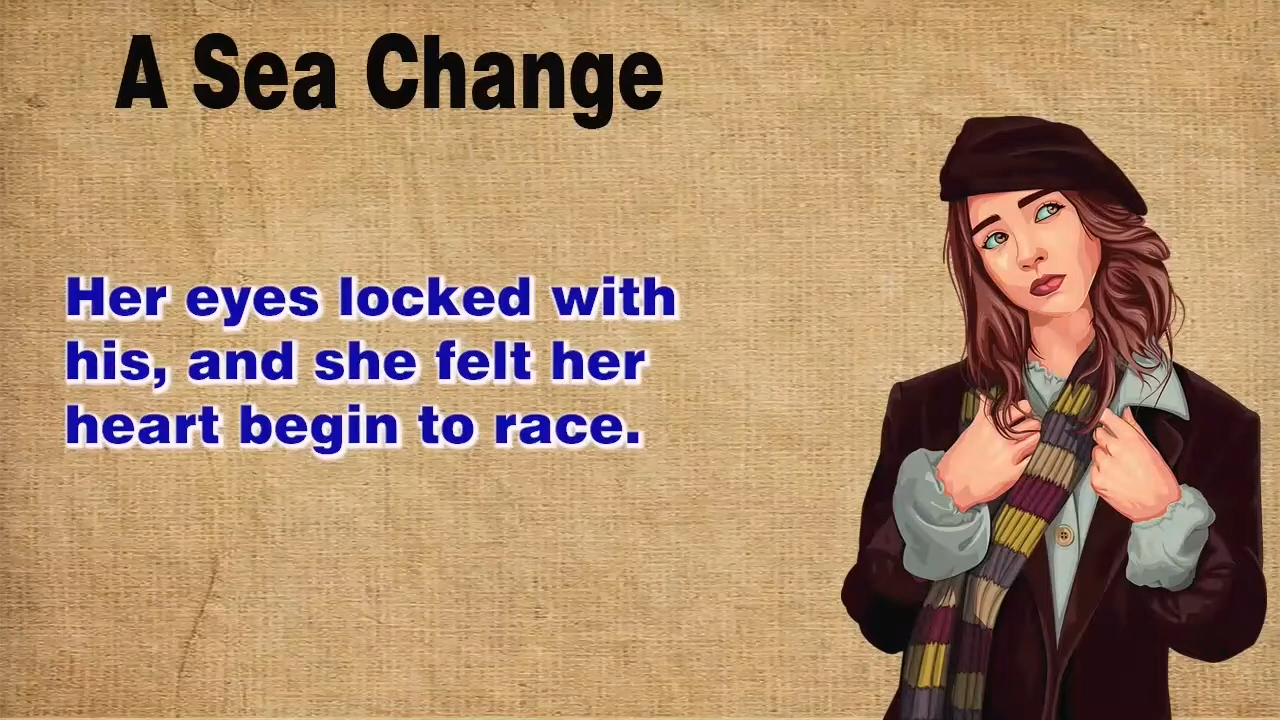 A Sea Change
Her eyes locked with
his, and she felt her
heart begin to race.